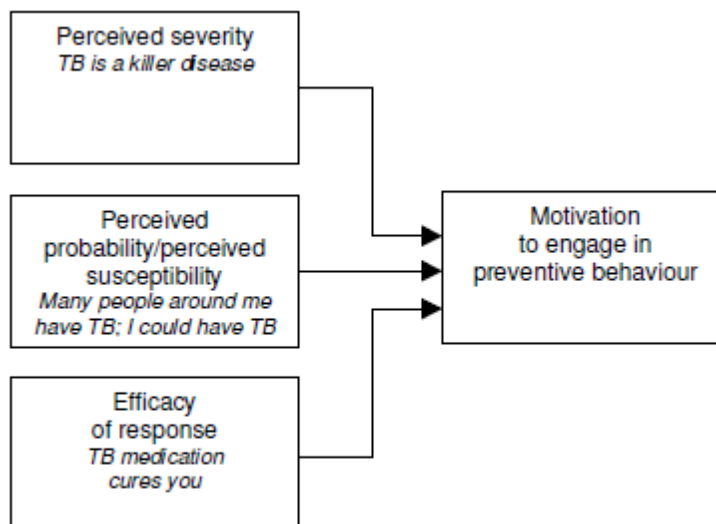 Perceived severity
TB is a killer disease
Perceived
probability/perceived
susceptibility
Many people around me
have TB; I could have TB
Efficacy
of response
TB medication
cures you
Motivation
to engage in
preventive behaviour